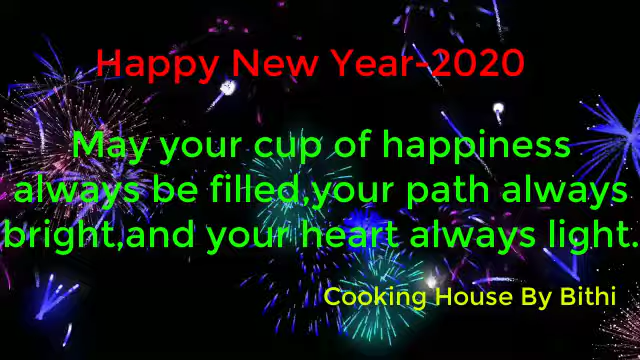 Happy New Year-2020
May your cup of happiness
always be filled,your path always
bright,and your heart always light.
Cooking House By Bithi